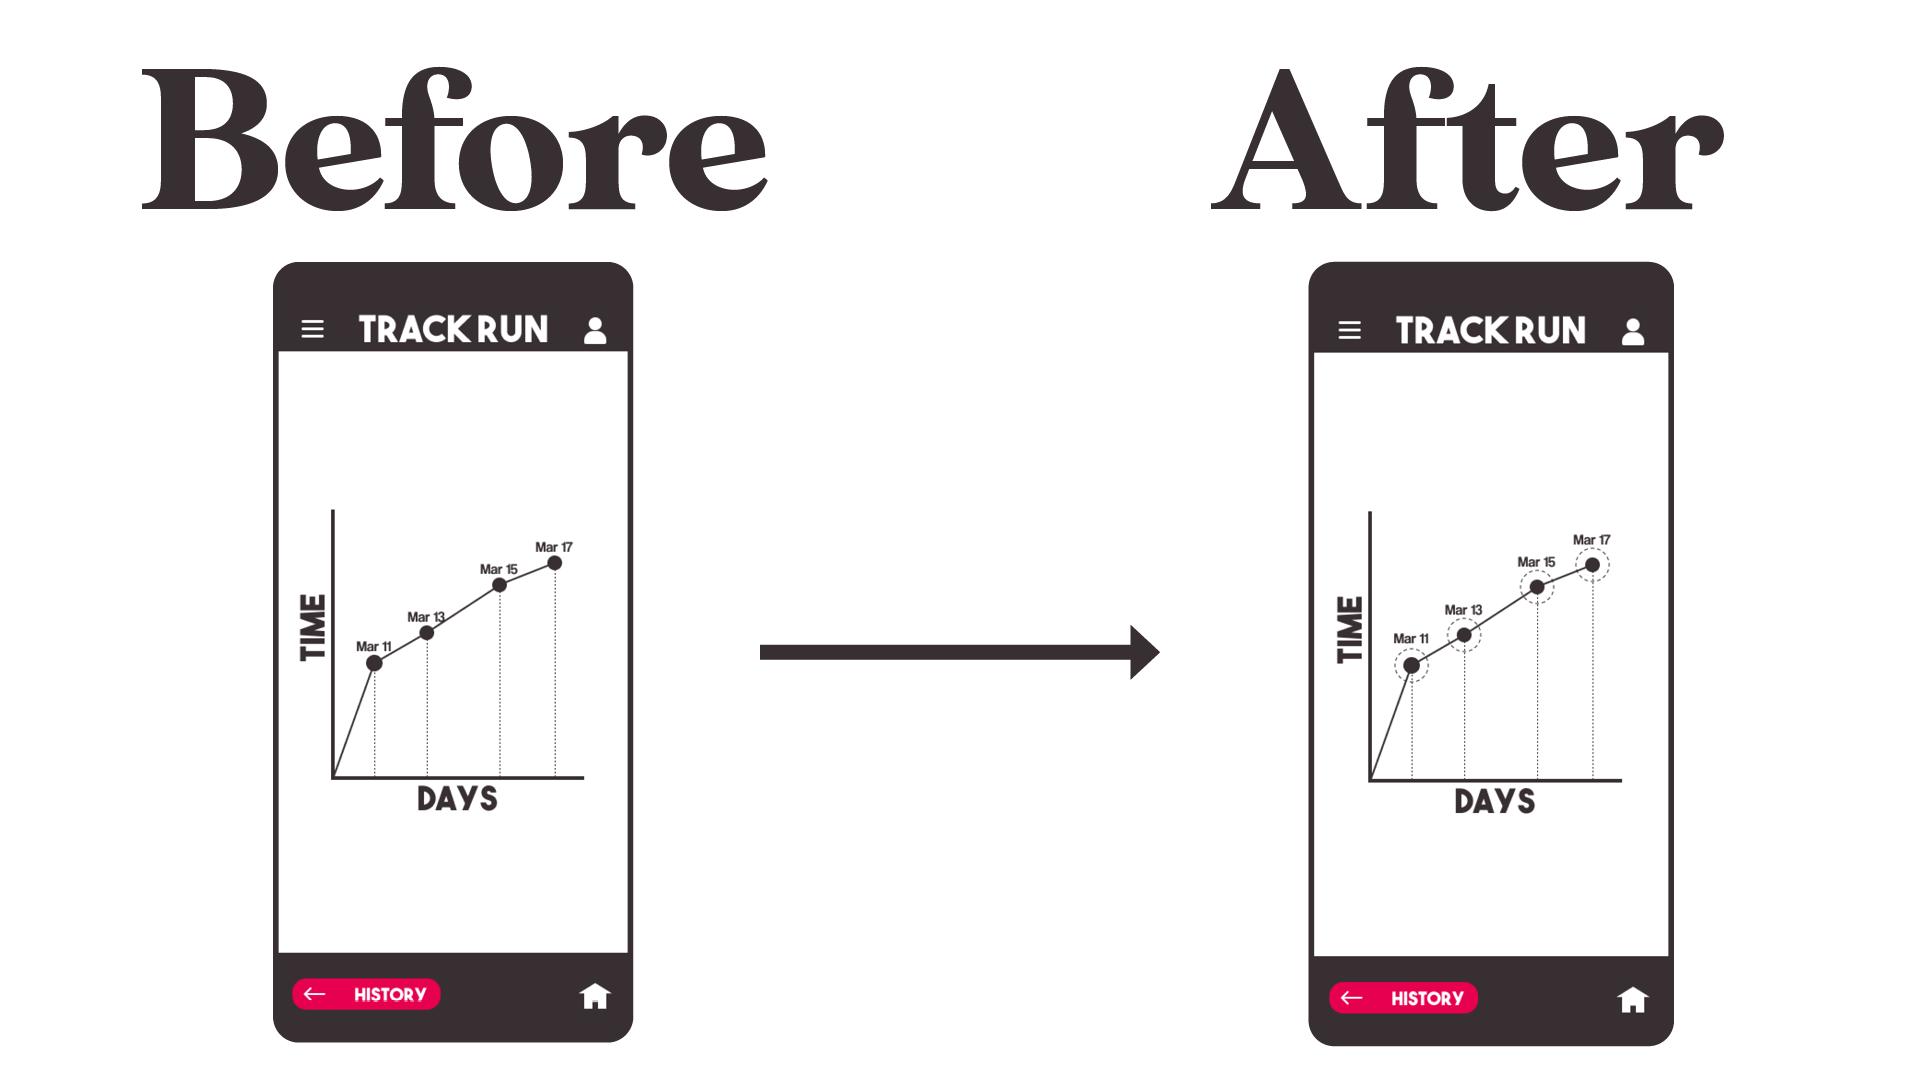 Before
After
TRACK RUN
Mar 17
Mar 15
Mar 13
Mar 11
TIME
DAYS
HISTORY
TRACK RUN
Mar 17
Mar 15
Mar 13
Mar 11
TIME
DAYS
HISTORY